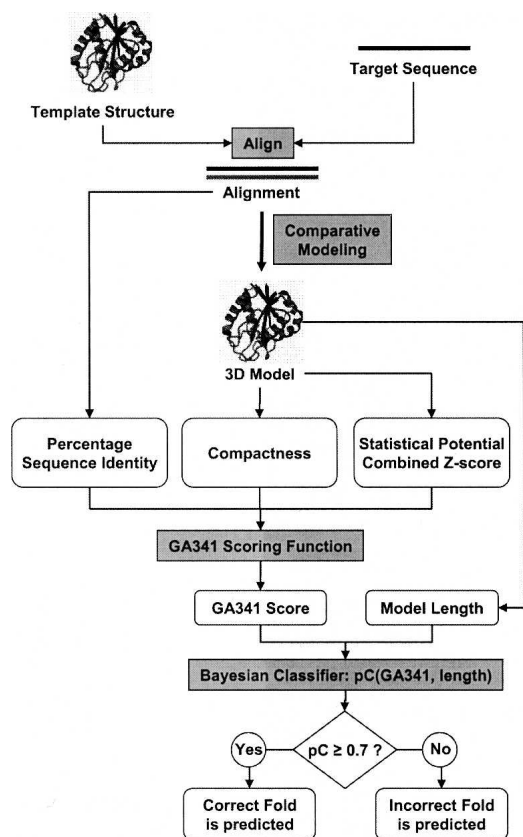 Template Structure
Target Sequence
Align
Alignment
Comparative
Modeling
3D Model
Percentage
Sequence Identity
Compactness
Statistical Potential
Combined Z-score
GA341 Scoring Function
GA341 Score
Model Length
Bayesian Classifier: pC(GA341, length)
Yes
pC ≥ 0.7 ?
No
Correct Fold
is predicted
Incorrect Fold
is predicted